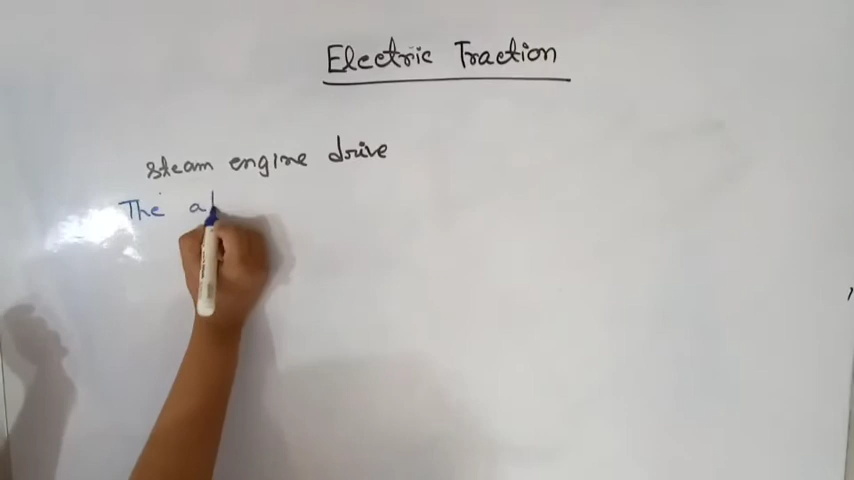 Electric Traction
steam engine drive
The a